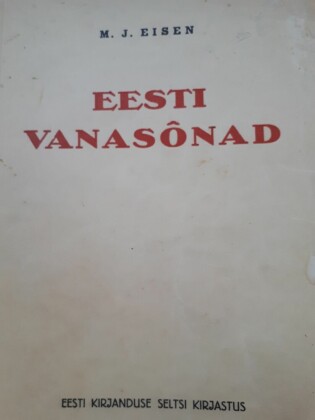 M. J. EISEN
EESTI
VANASÔNAD
EESTI KIRJANDUSE SELTSI KIRJASTUS